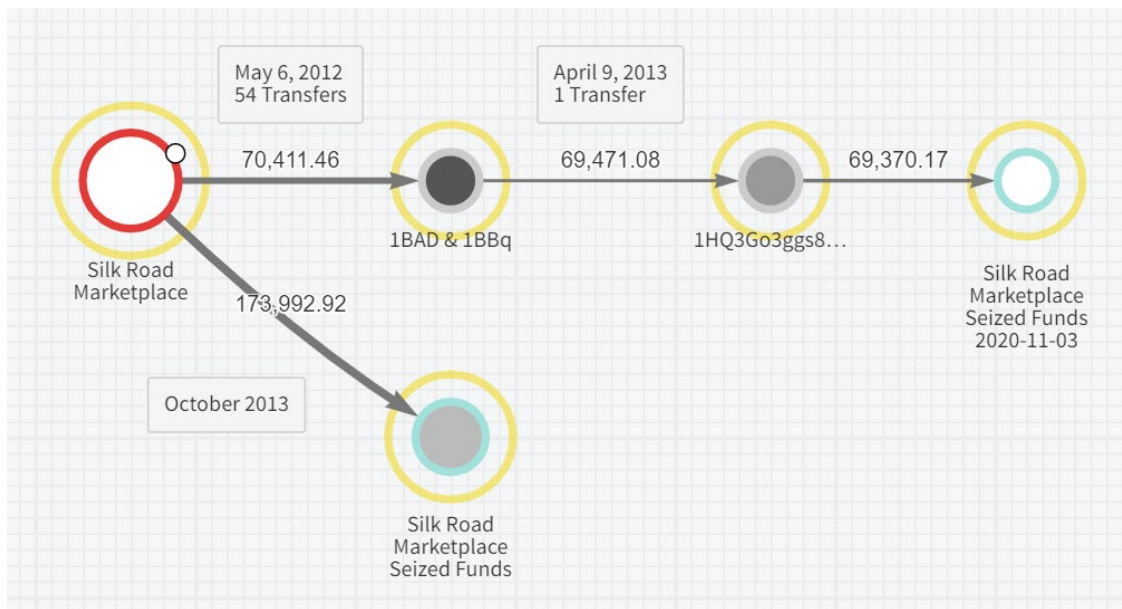 May 6, 2012
54 Transfers
April 9, 2013
1 Transfer
70,411.46
69,471.08
69,370.17
1BAD & 1BBq
1HQ3Go3ggs8…
Silk Road
Marketplace
Silk Road
Marketplace
Seized Funds
2020-11-03
173,992.92
October 2013
Silk Road
Marketplace
Seized Funds